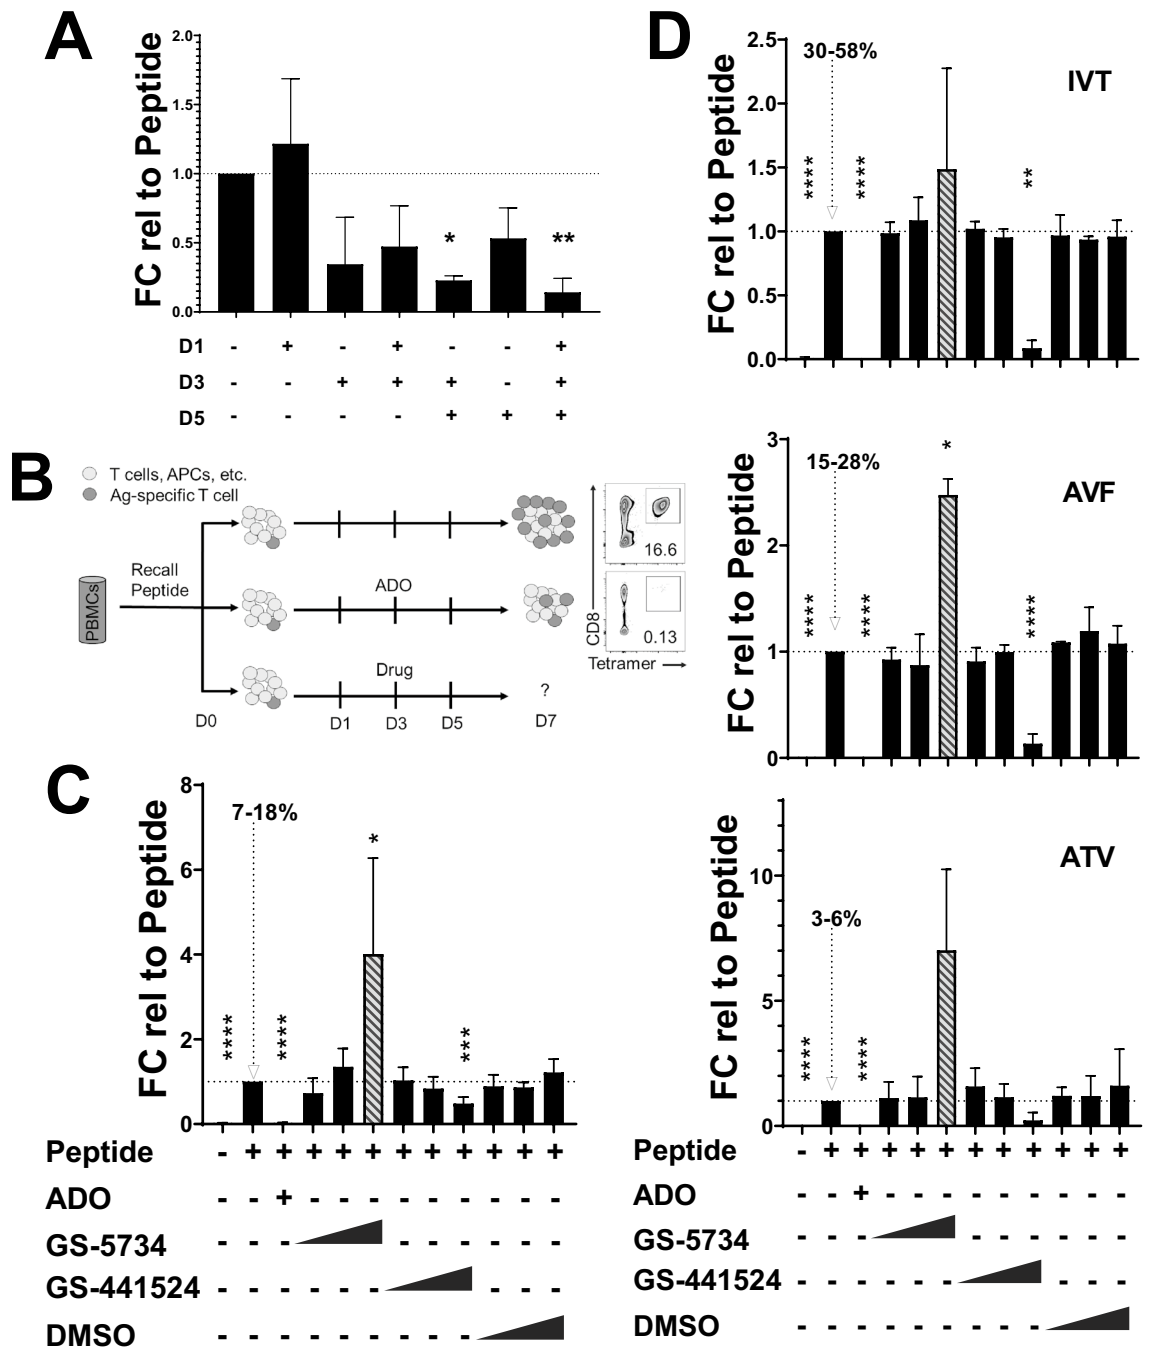 A
FC rel to Peptide
2.0
1.5
1.0
0.5
0.0
*
**
D1 - + - + - - +
D3 - - + + + - +
D5 - - - - + + +
B
T cells, APCs, etc.
Ag-specific T cell
PBMCs
Recall
Peptide
ADO
Drug
?
D0
D1
D3
D5
D7
16.6
0.13
CD8
Tetramer
C
FC rel to Peptide
8
6
4
2
0
7-18%
****
****
*
***
Peptide - + + + + + + + + + + +
ADO - - + - - - - - - - - -
GS-5734 - - - - - - - - -
GS-441524 - - - - - - - - -
DMSO - - - - - - - - -
D
FC rel to Peptide
2.5
2.0
1.5
1.0
0.5
0.0
30-58%
IVT
****
****
**
FC rel to Peptide
3
2
1
0
15-28%
AVF
****
****
*
****
FC rel to Peptide
10
5
0
3-6%
ATV
****
****
Peptide - + + + + + + + + + + +
ADO - - + - - - - - - - - -
GS-5734 - - - - - - - - -
GS-441524 - - - - - - - - -
DMSO - - - - - - - - -